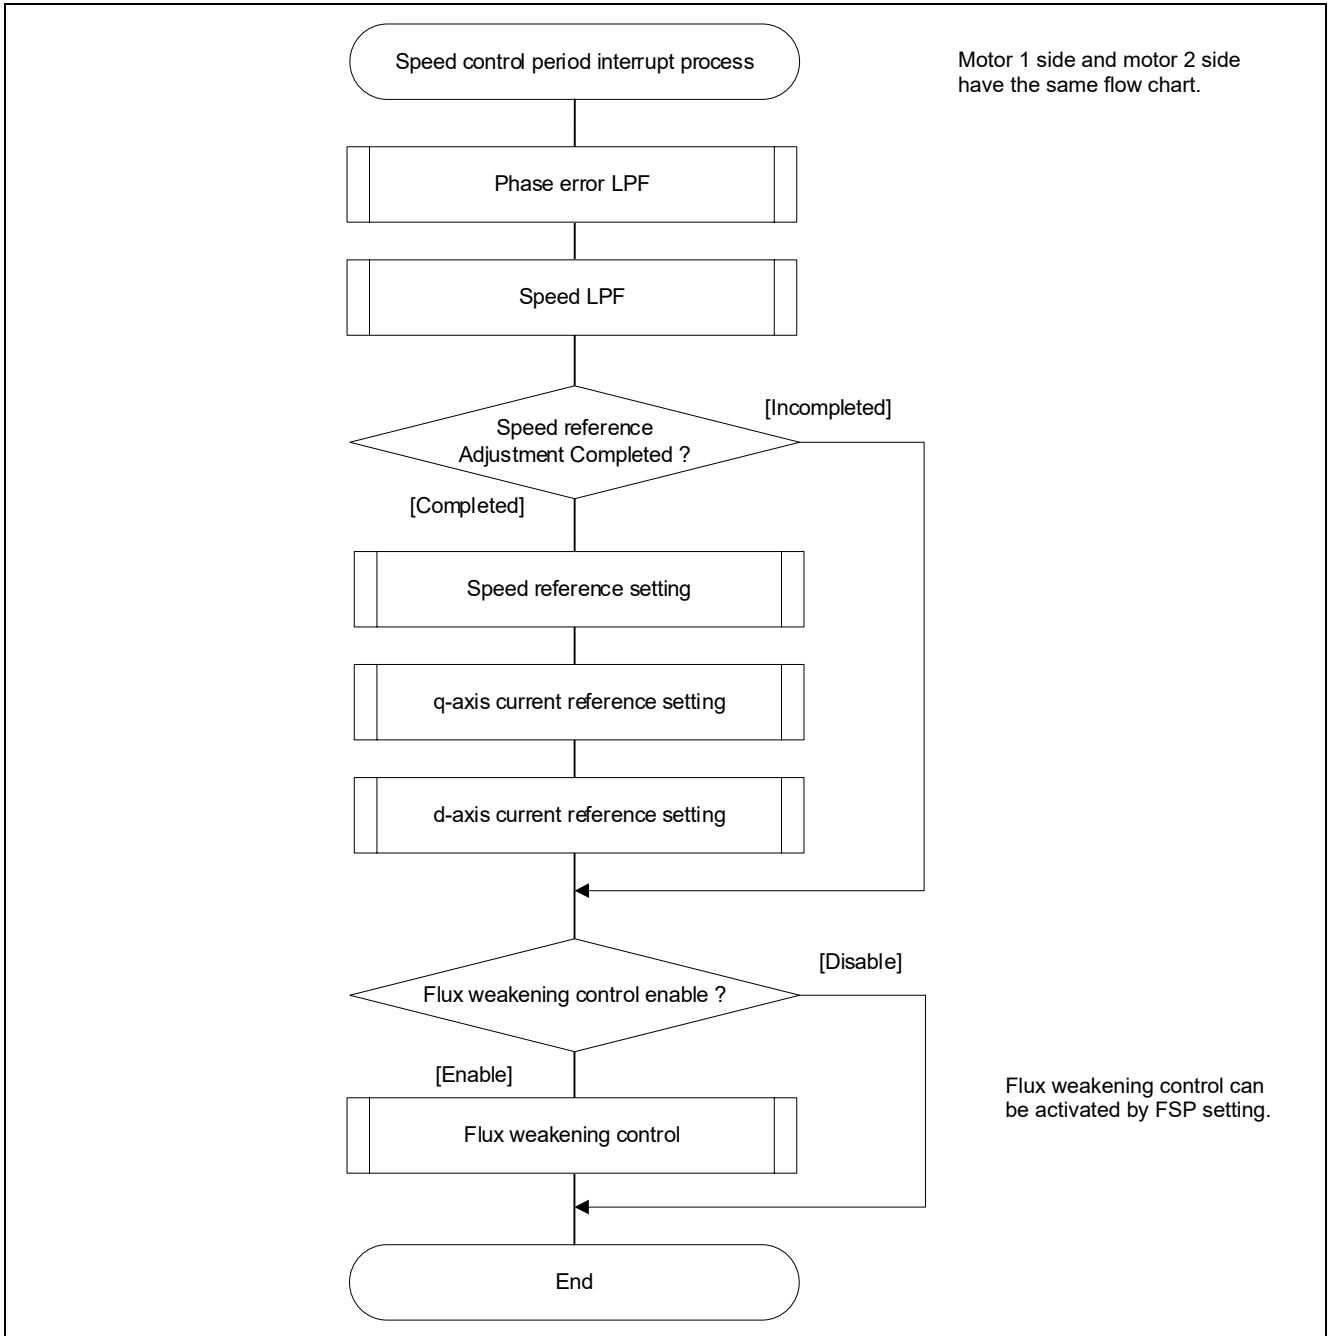 Speed control period interrupt process
Motor 1 side and motor 2 side
have the same flow chart.
Phase error LPF
Speed LPF
[Incompleted]
Speed reference
Adjustment Completed ?
[Completed]
Speed reference setting
q-axis current reference setting
d-axis current reference setting
[Disable]
Flux weakening control enable ?
[Enable]
Flux weakening control can
be activated by FSP setting.
Flux weakening control
End